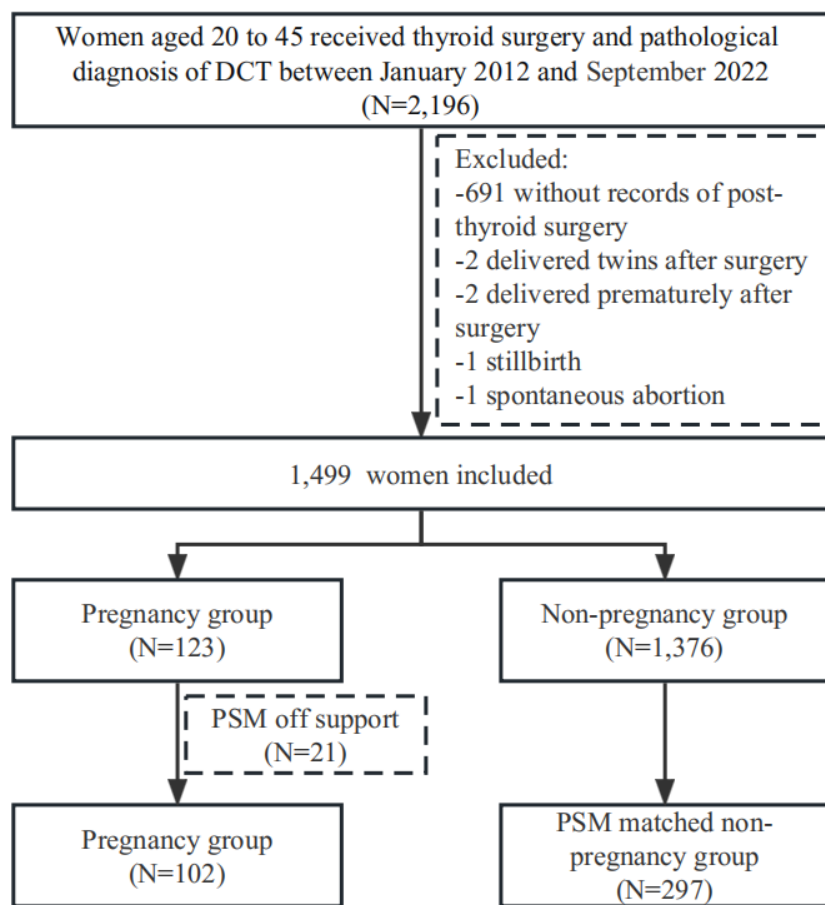 Women aged 20 to 45 received thyroid surgery and pathological
diagnosis of DCT between January 2012 and September 2022
(N=2,196)
Excluded:
-691 without records of post-
thyroid surgery
-2 delivered twins after surgery
-2 delivered prematurely after
surgery
-1 stillbirth
-1 spontaneous abortion
1,499 women included
Pregnancy group
(N=123)
Non-pregnancy group
(N=1,376)
PSM off support
(N=21)
Pregnancy group
(N=102)
PSM matched non-
pregnancy group
(N=297)